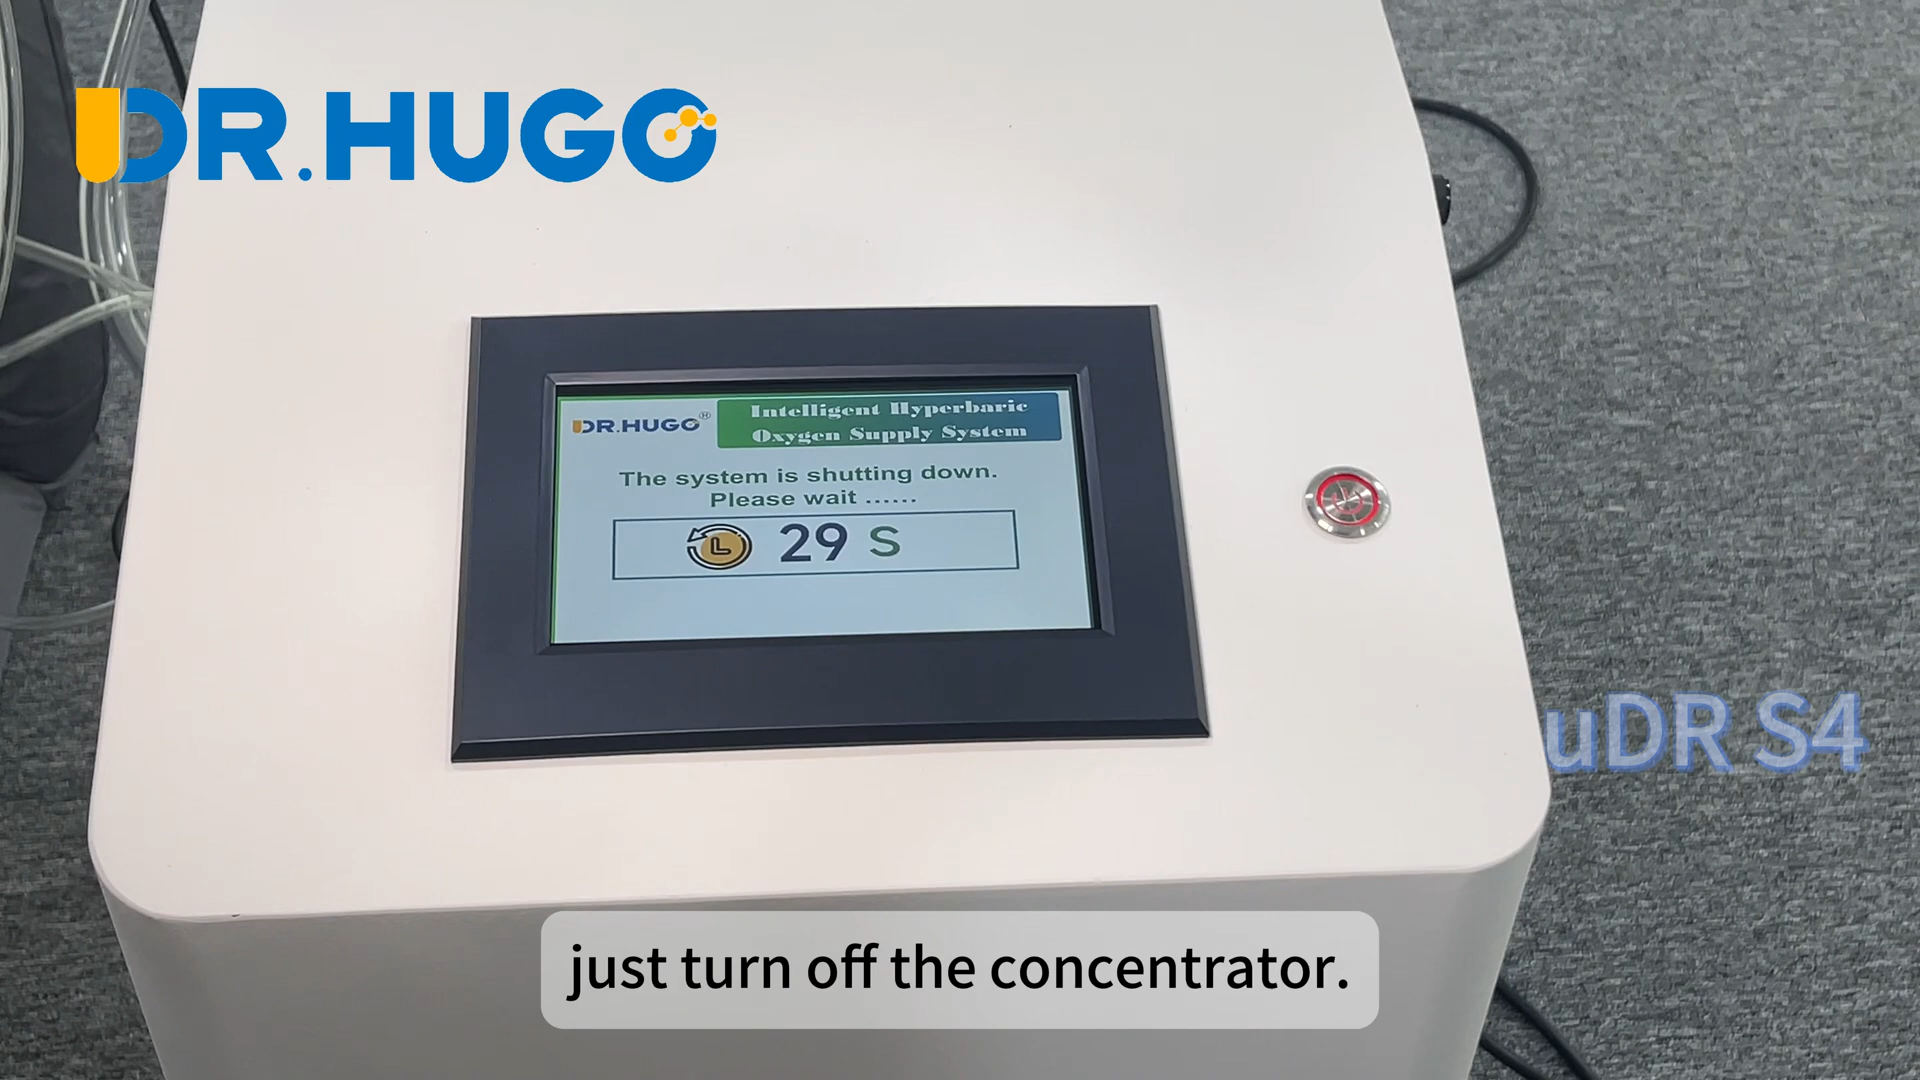 DR.HUGO
DR.HUGO®
Intelligent Hyperbaric
Oxygen Supply System
The system is shutting down.
Please wait ......
29 S
uDR S4
just turn off the concentrator.